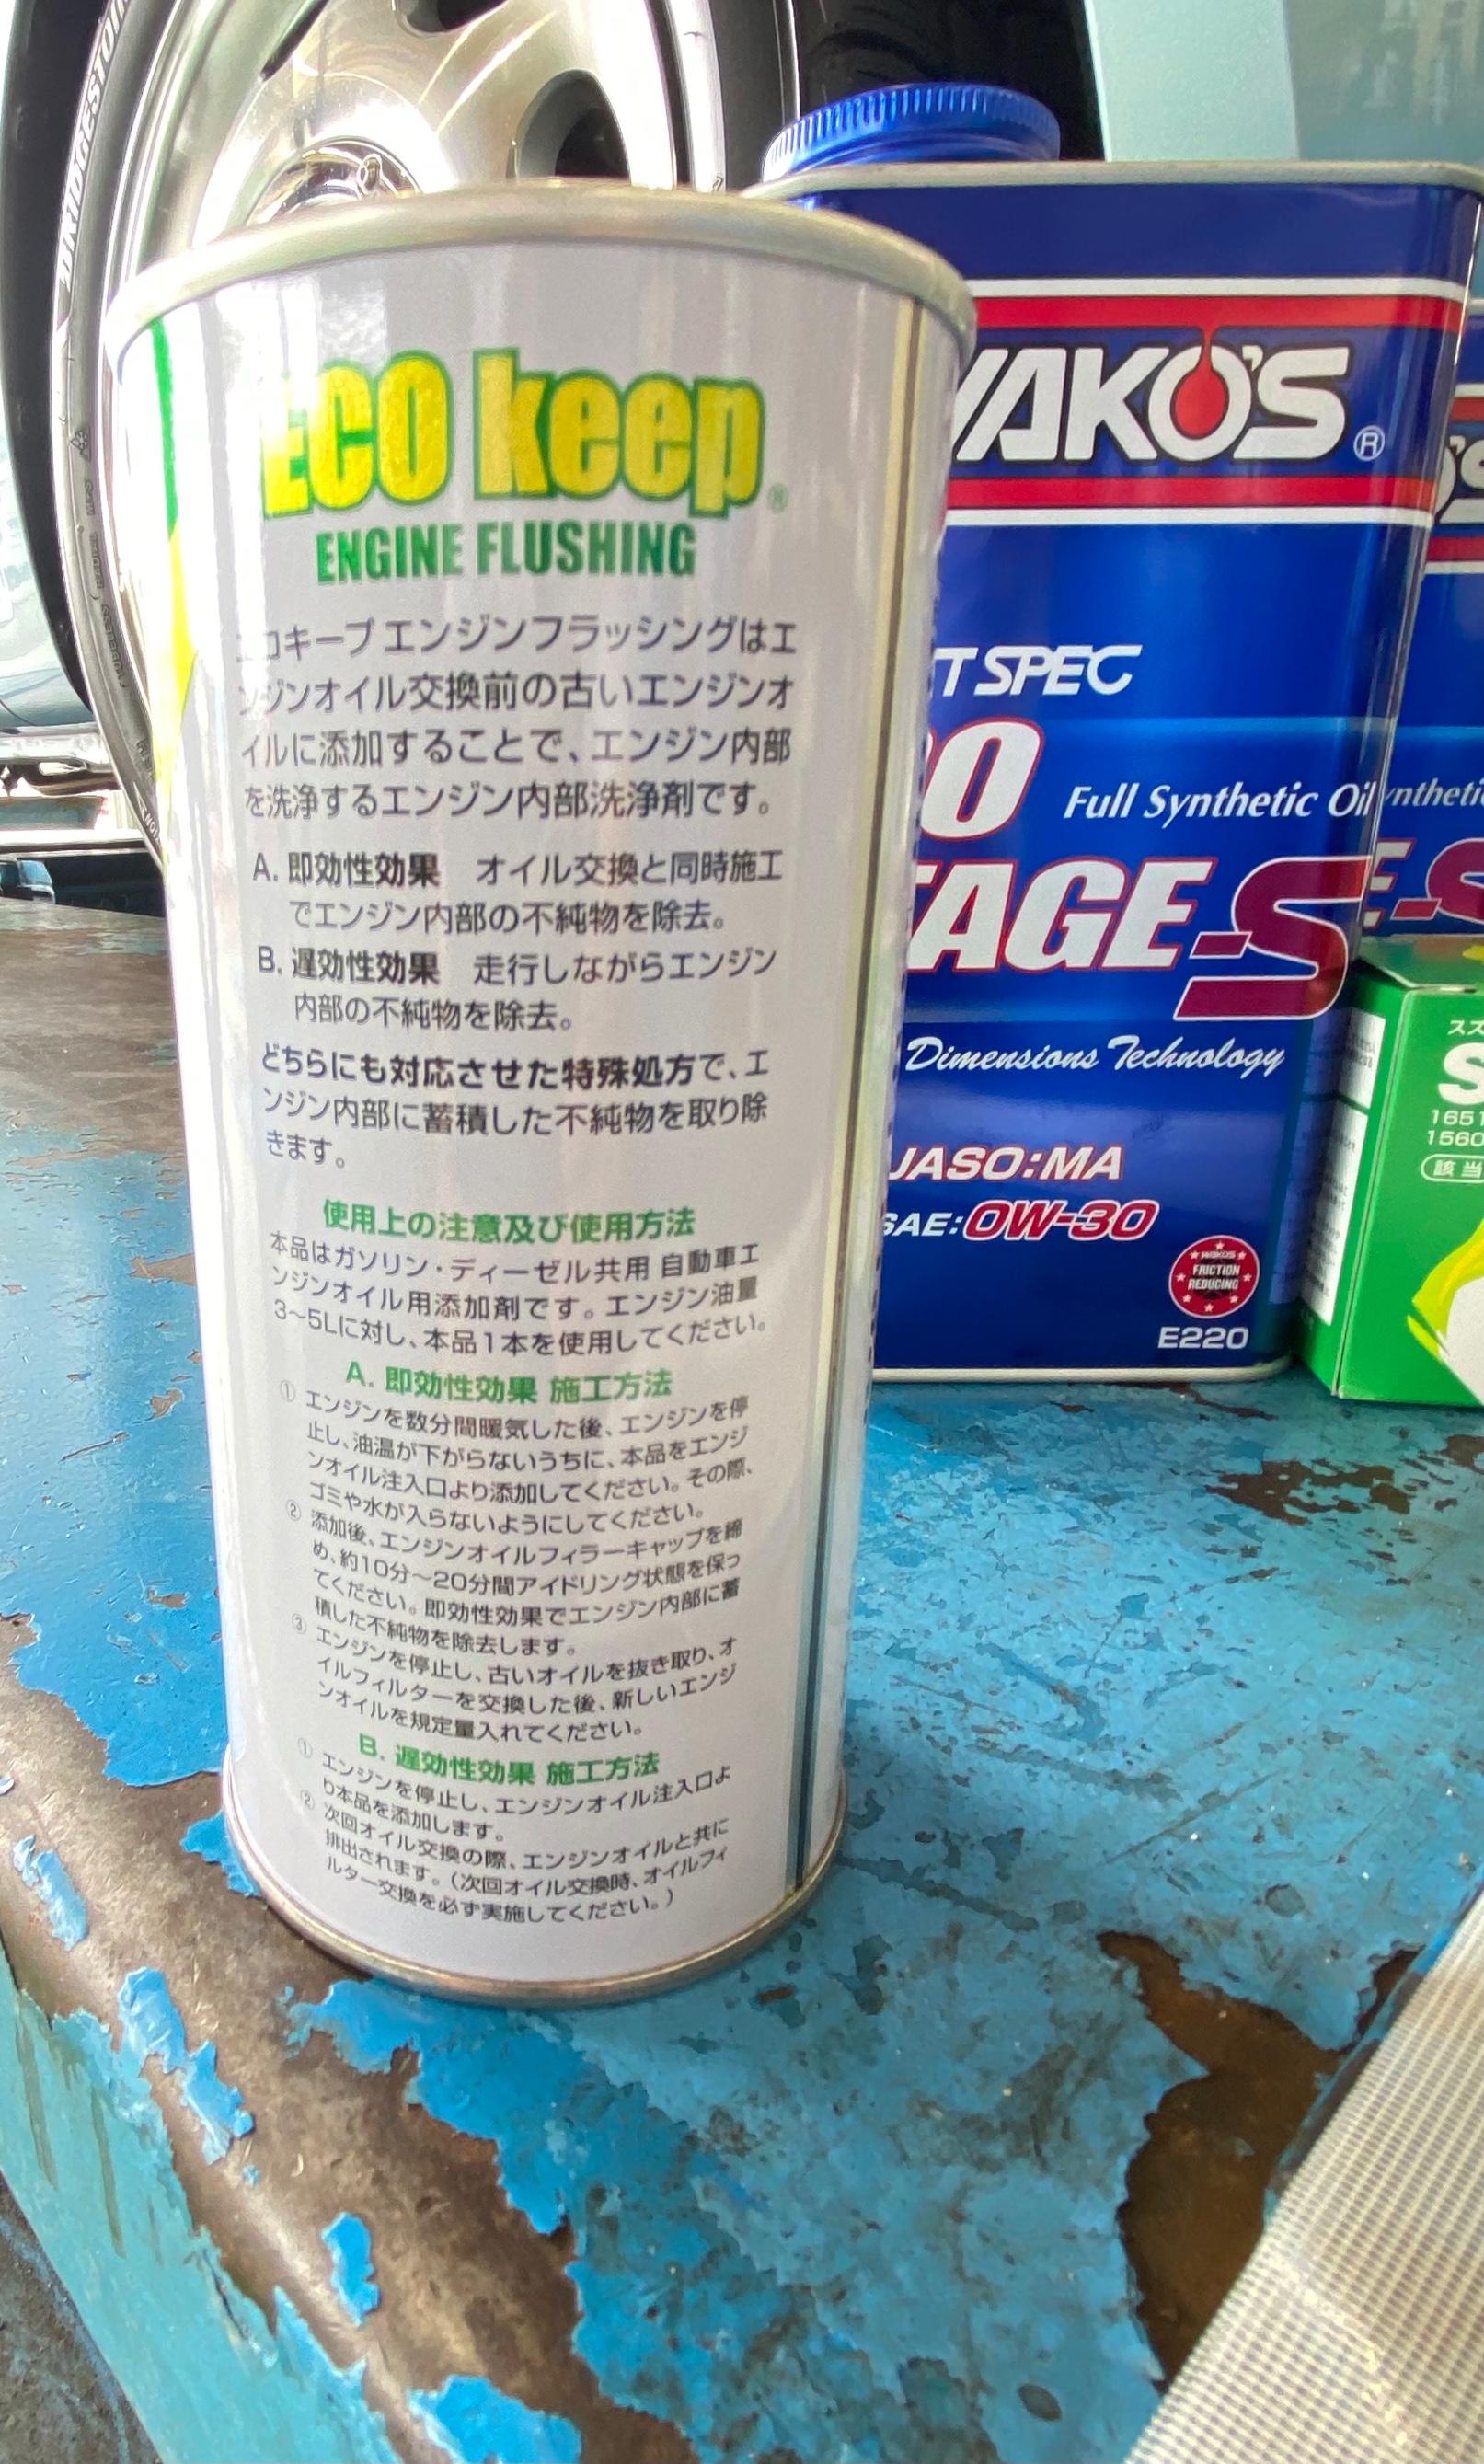 BRIDGESTONE
ECO keep®
ENGINE FLUSHING
エコキープ エンジンフラッシングはエ
ンジンオイル交換前の古いエンジンオ
イルに添加することで、エンジン内部
を洗浄するエンジン内部洗浄剤です。
A. 即効性効果 オイル交換と同時施工
でエンジン内部の不純物を除去。
B. 遅効性効果 走行しながらエンジン
内部の不純物を除去。
どちらにも対応させた特殊処方で、エ
ンジン内部に蓄積した不純物を取り除
きます。
使用上の注意及び使用方法
本品はガソリン・ディーゼル共用 自動車エ
ンジンオイル用添加剤です。エンジン油量
3〜5Lに対し、本品1本を使用してください。
A. 即効性効果 施工方法
① エンジンを数分間暖気した後、エンジンを停
止し、油温が下がらないうちに、本品をエンジ
ンオイル注入口より添加してください。その際、
ゴミや水が入らないようにしてください。
② 添加後、エンジンオイルフィラーキャップを締
め、約10分〜20分間アイドリング状態を保っ
てください。即効性効果でエンジン内部に蓄
積した不純物を除去します。
③ エンジンを停止し、古いオイルを抜き取り、オ
イルフィルターを交換した後、新しいエンジ
ンオイルを規定量入れてください。
B. 遅効性効果 施工方法
① エンジンを停止し、エンジンオイル注入口よ
り本品を添加します。
② 次回オイル交換の際、エンジンオイルと共に
排出されます。(次回オイル交換時、オイルフィ
ルター交換を必ず実施してください。)
WAKO'S®
T SPEC
Full Synthetic Oil
TAGE-S
Dimensions Technology
JASO:MA
SAE:0W-30
WAKO'S
FRICTION
REDUCING
E220
nthetic
E-S
スズ
S
1651
1560
該当